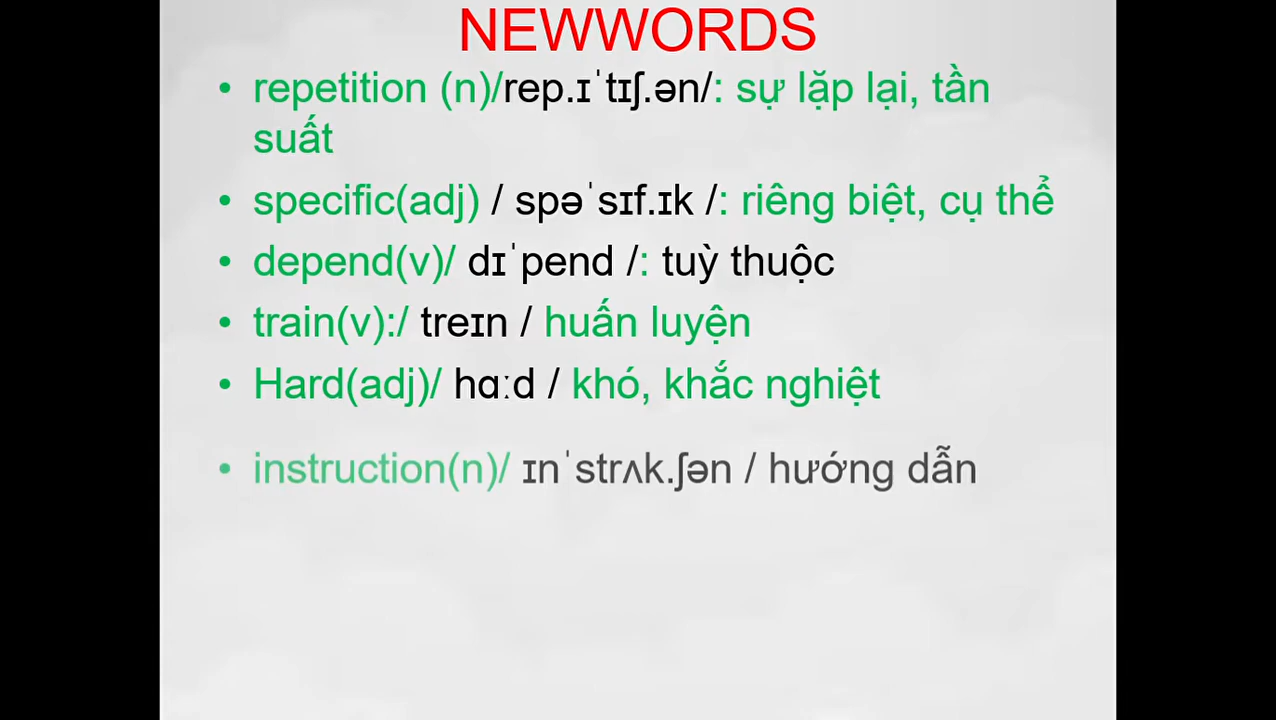 NEWWORDS
• repetition (n)/rep.ɪˈtɪʃ.ən/: sự lặp lại, tần
suất
• specific(adj) / spəˈsɪf.ɪk /: riêng biệt, cụ thể
• depend(v)/ dɪˈpend /: tuỳ thuộc
• train(v):/ treɪn / huấn luyện
• Hard(adj)/ hɑːd / khó, khắc nghiệt
• instruction(n)/ ɪnˈstrʌk.ʃən / hướng dẫn